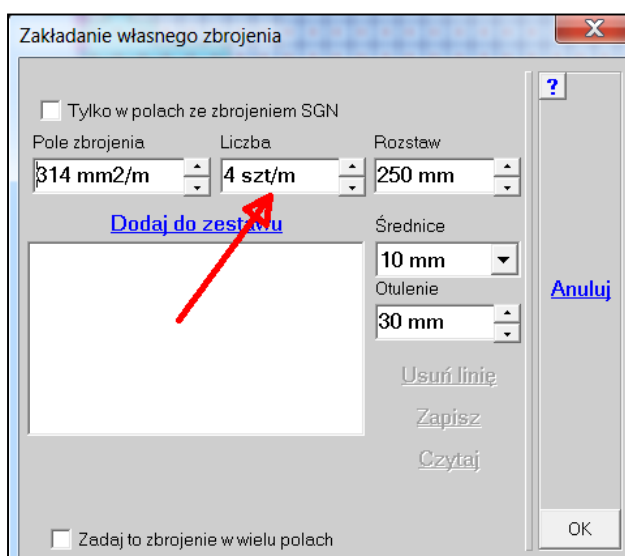 Zakładanie własnego zbrojenia
X
?
Tylko w polach ze zbrojeniem SGN
Pole zbrojenia Liczba Rozstaw
314 mm2/m 4 szt/m 250 mm
Dodaj do zestawu Średnice
10 mm
Otulenie
Anuluj
30 mm
Usuń linię
Zapisz
Czytaj
OK
Zadaj to zbrojenie w wielu polach